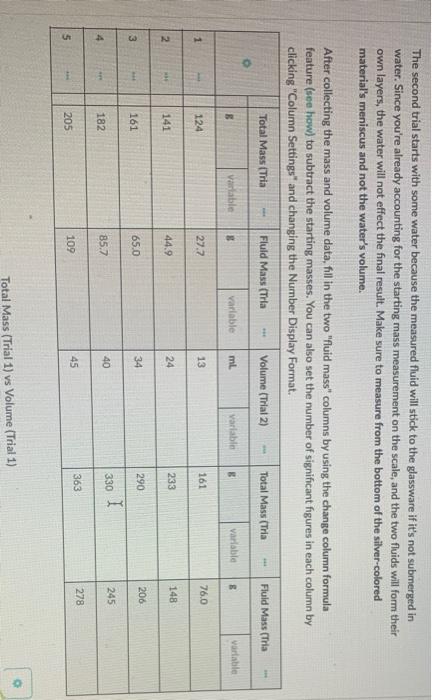 The second trial starts with some water because the measured fluid will stick to the glassware if it's not submerged in
water. Since you're already accounting for the starting mass measurement on the scale, and the two fluids will form their
own layers, the water will not effect the final result. Make sure to measure from the bottom of the silver-colored
material's meniscus and not the water's volume.
After collecting the mass and volume data, fill in the two "fluid mass" columns by using the change column formula
feature (see how) to subtract the starting masses. You can also set the number of significant figures in each column by
clicking "Column Settings" and changing the Number Display Format.
Total Mass (Tria ... Fluid Mass (Tria ... Volume (Trial 2) ... Total Mass (Tria ... Fluid Mass (Tria ...
g variable g variable mL variable g variable g variable
1 ... 124 27.7 13 161 76.0
2 ... 141 44.9 24 233 148
3 ... 161 65.0 34 290 206
4 ... 182 85.7 40 330 245
5 ... 205 109 45 363 278
Total Mass (Trial 1) vs Volume (Trial 1)